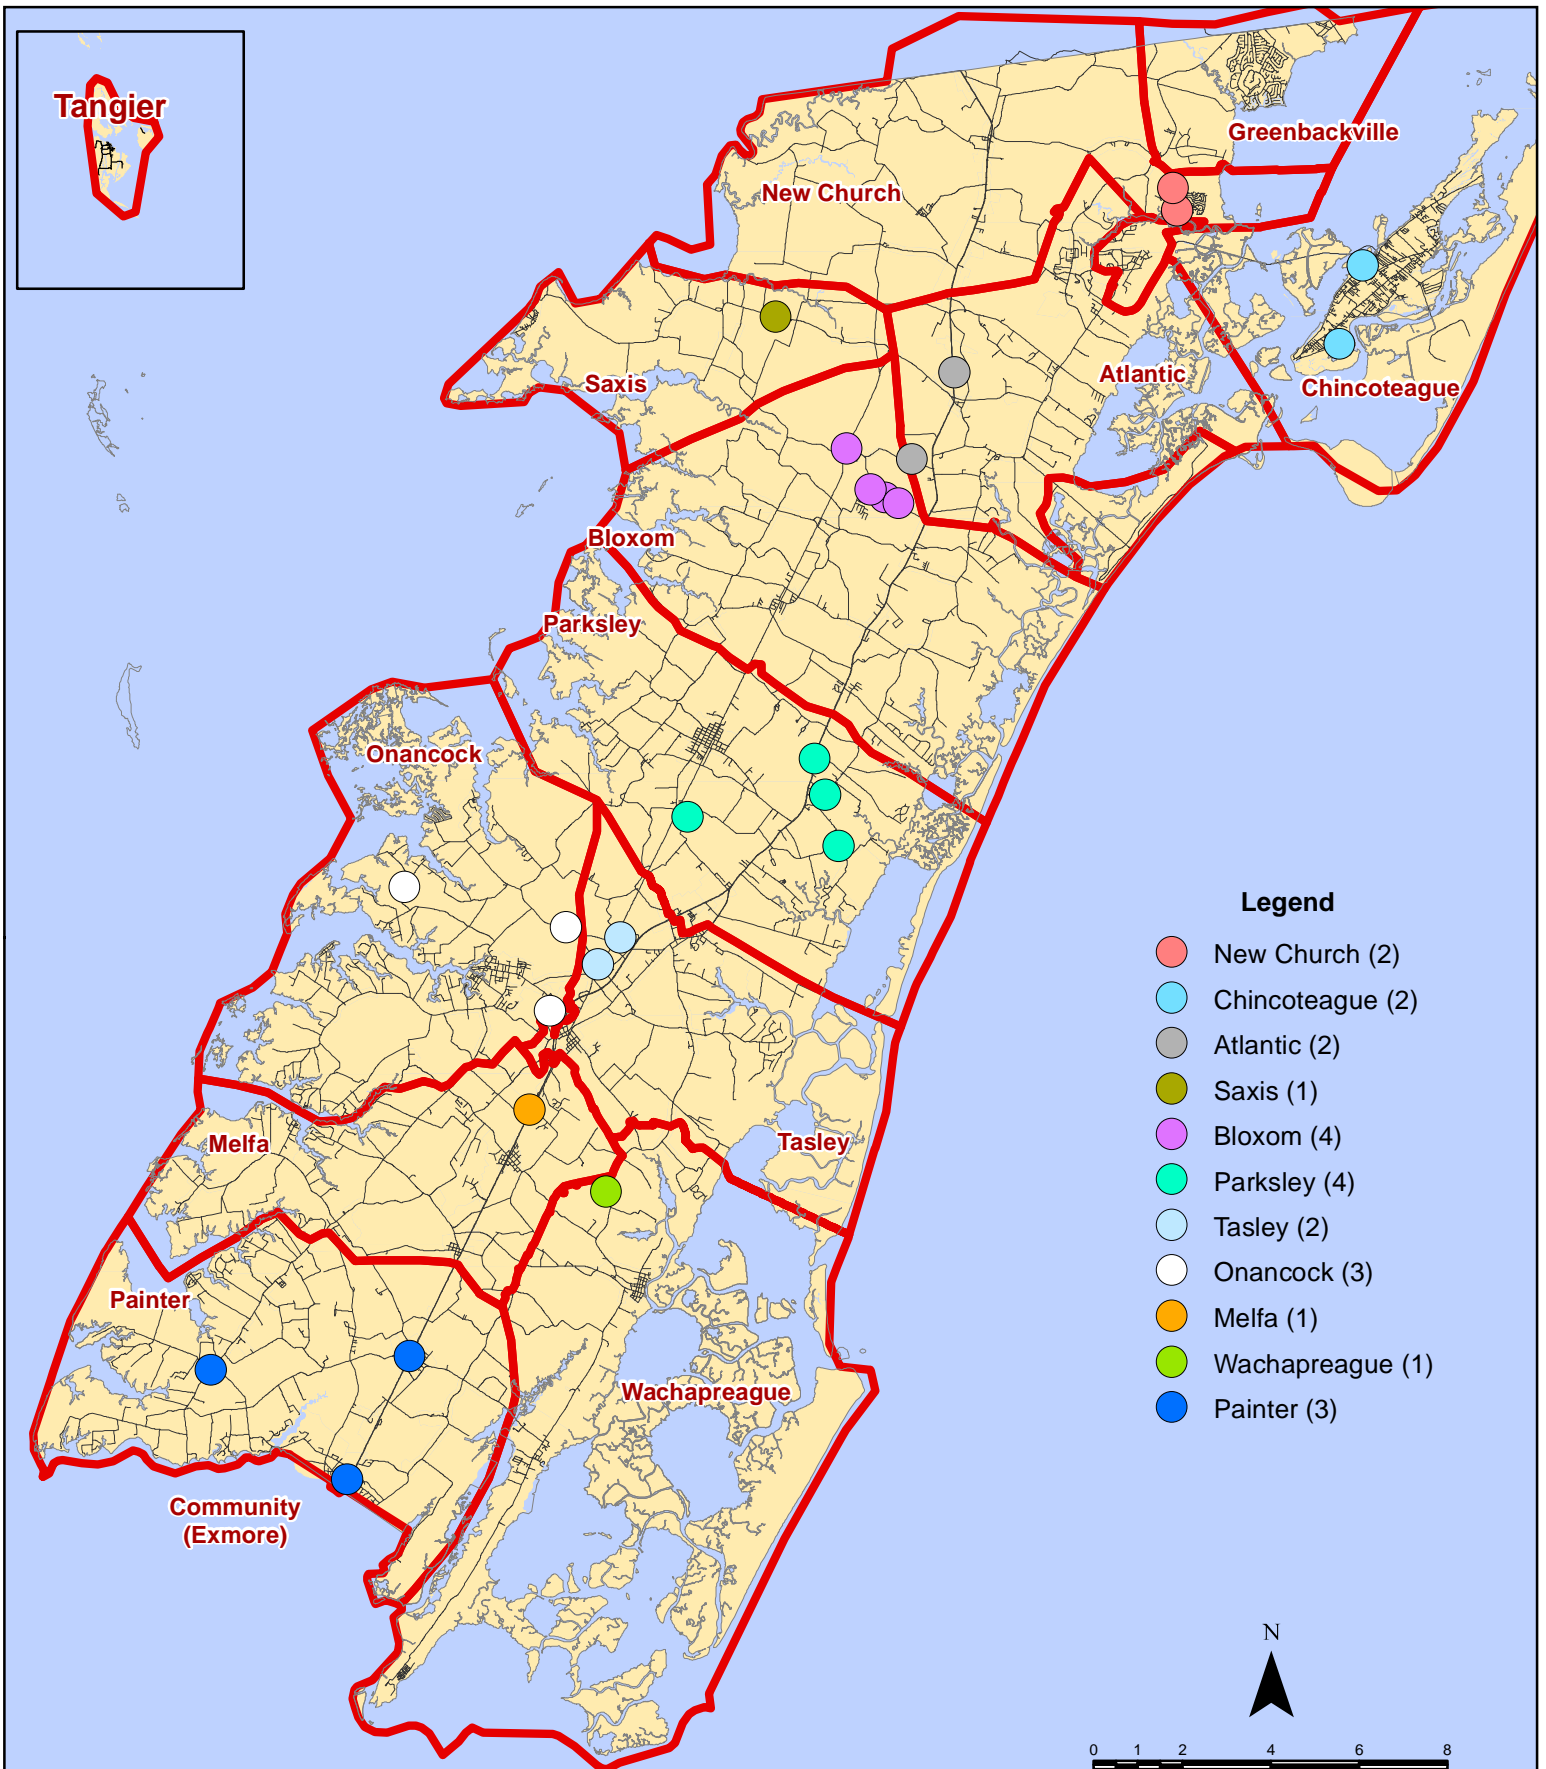 Tangier
Greenbackville
New Church
Saxis
Atlantic
Chincoteague
Bloxom
Parksley
Onancock
Melfa
Tasley
Painter
Wachapreague
Community
(Exmore)
Legend
New Church (2)
Chincoteague (2)
Atlantic (2)
Saxis (1)
Bloxom (4)
Parksley (4)
Tasley (2)
Onancock (3)
Melfa (1)
Wachapreague (1)
Painter (3)
N
0 1 2 4 6 8